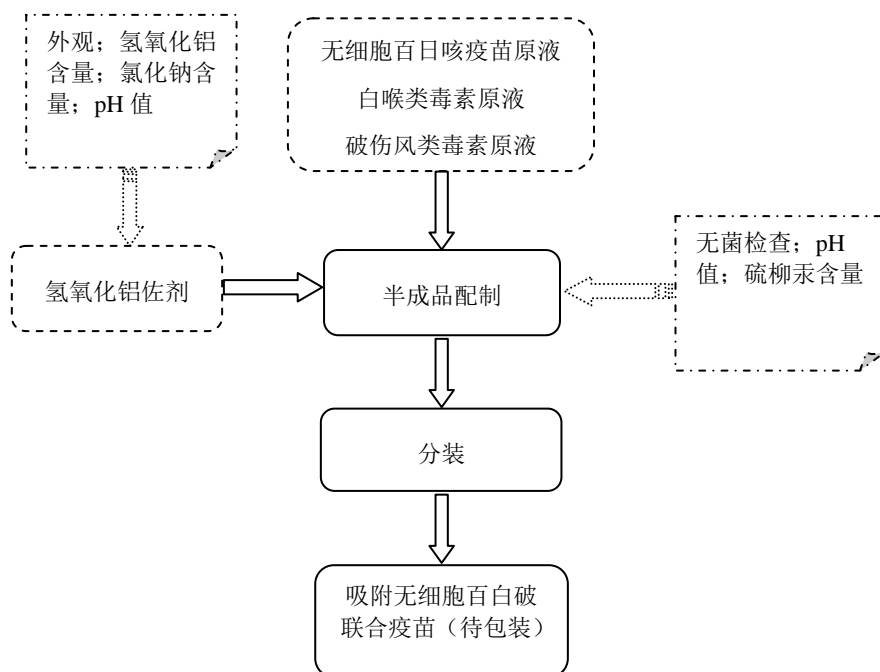 外观；氢氧化铝
含量；氯化钠含
量；pH 值
无细胞百日咳疫苗原液
白喉类毒素原液
破伤风类毒素原液
无菌检查；pH
值；硫柳汞含量
氢氧化铝佐剂
半成品配制
分装
吸附无细胞百白破
联合疫苗（待包装）